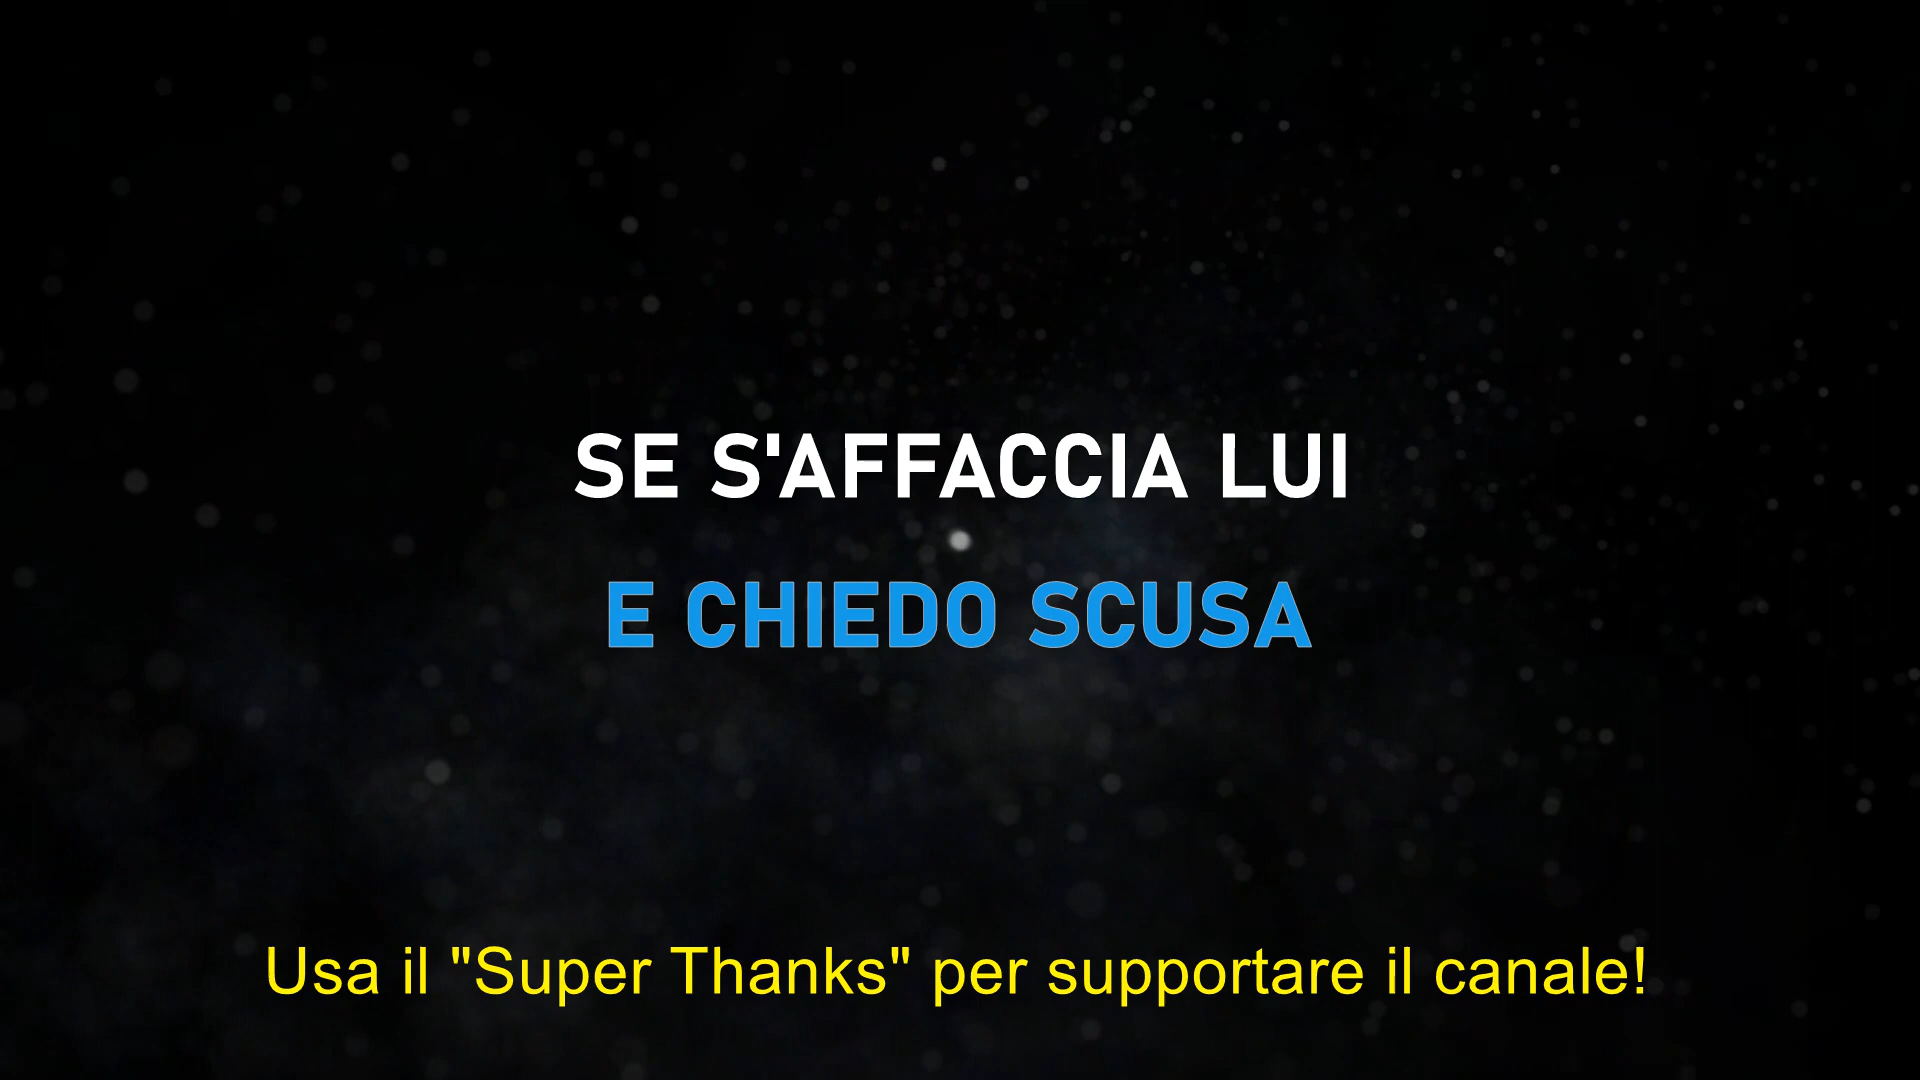 SE S'AFFACCIA LUI
E CHIEDO SCUSA
Usa il "Super Thanks" per supportare il canale!